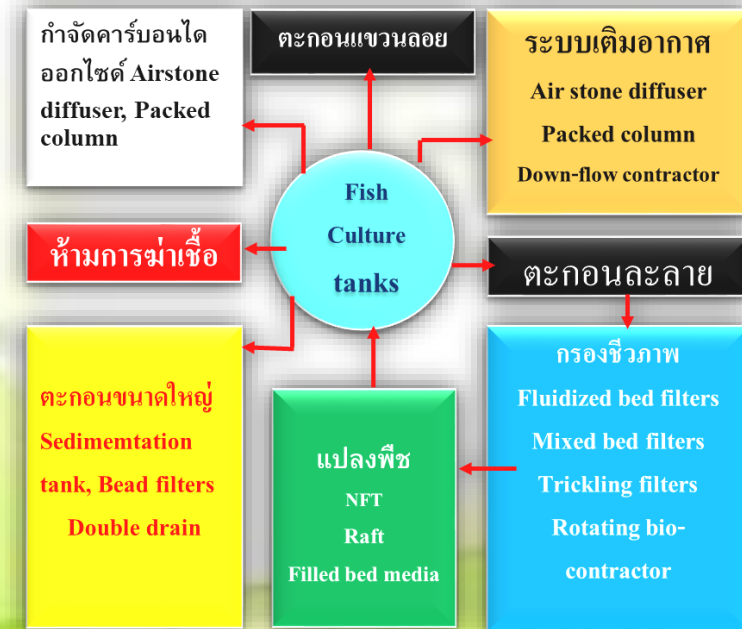 กำจัดคาร์บอนได
ออกไซด์ Airstone
diffuser, Packed
column
ตะกอนแขวนลอย
ระบบเติมอากาศ
Air stone diffuser
Packed column
Down-flow contractor
Fish
Culture
tanks
ห้ามการฆ่าเชื้อ
ตะกอนละลาย
ตะกอนขนาดใหญ่
Sedimemtation
tank, Bead filters
Double drain
แปลงพืช
NFT
Raft
Filled bed media
กรองชีวภาพ
Fluidized bed filters
Mixed bed filters
Trickling filters
Rotating bio-
contractor